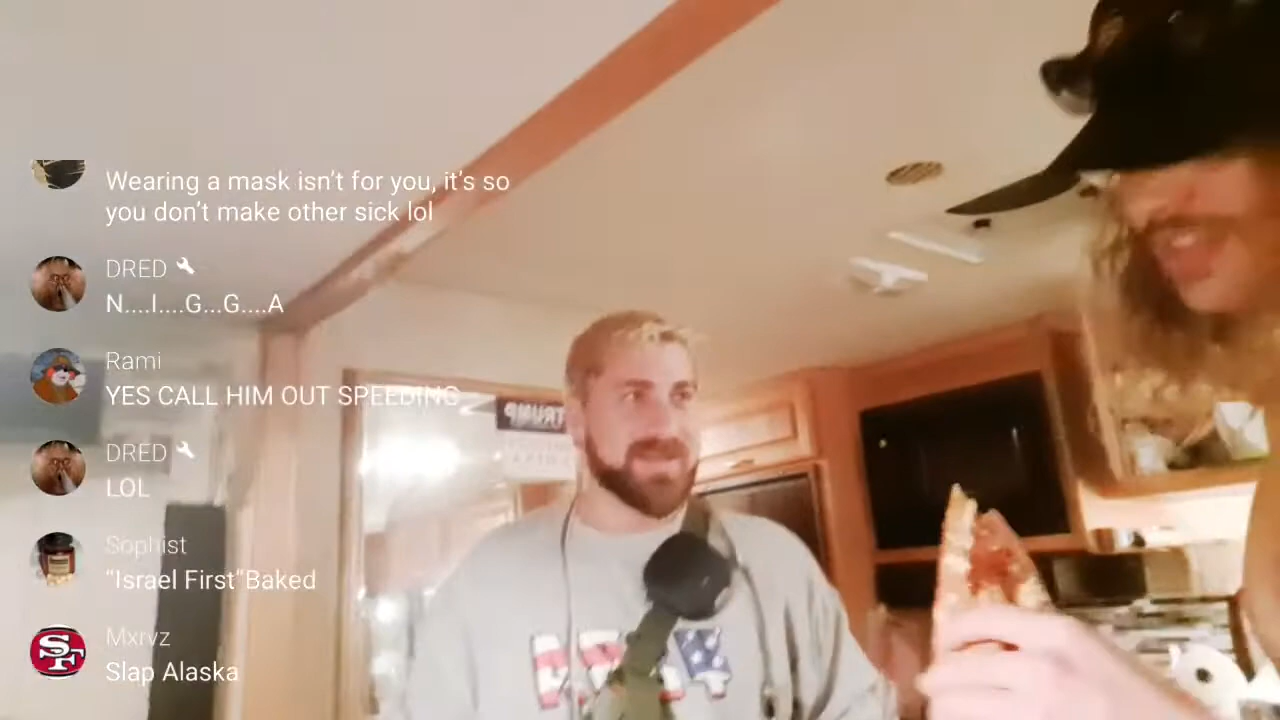 Wearing a mask isn't for you, it's so
you don't make other sick lol
DRED
N....I....G...G....A
Rami
YES CALL HIM OUT SPEEDING
DRED
LOL
Sophist
“Israel First”Baked
Mxrvz
Slap Alaska
SF
TRUMP